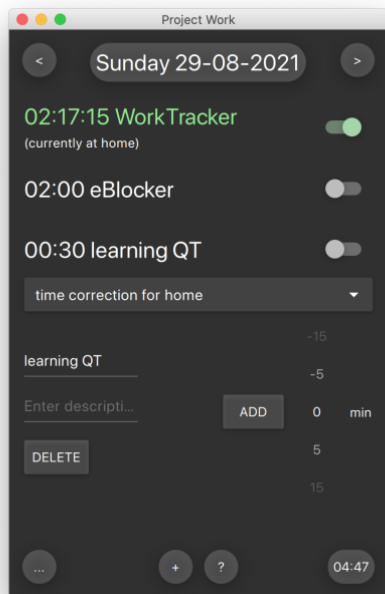 Project Work
< Sunday 29-08-2021 >
02:17:15 WorkTracker
(currently at home)
02:00 eBlocker
00:30 learning QT
time correction for home
-15
learning QT
-5
Enter descripti... ADD 0 min
5
DELETE
15
... + ? 04:47